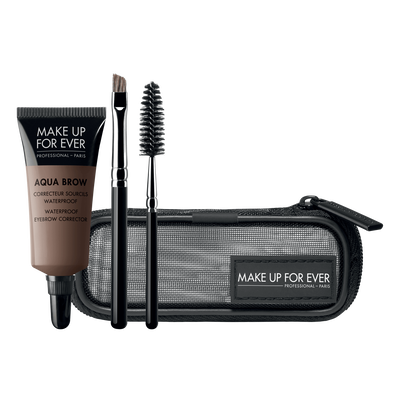 MAKE UP
FOR EVER
PROFESSIONAL - PARIS
AQUA BROW
CORRECTEUR SOURCILS
WATERPROOF
WATERPROOF
EYEBROW CORRECTOR
MAKE UP FOR EVER
PROFESSIONAL - PARIS